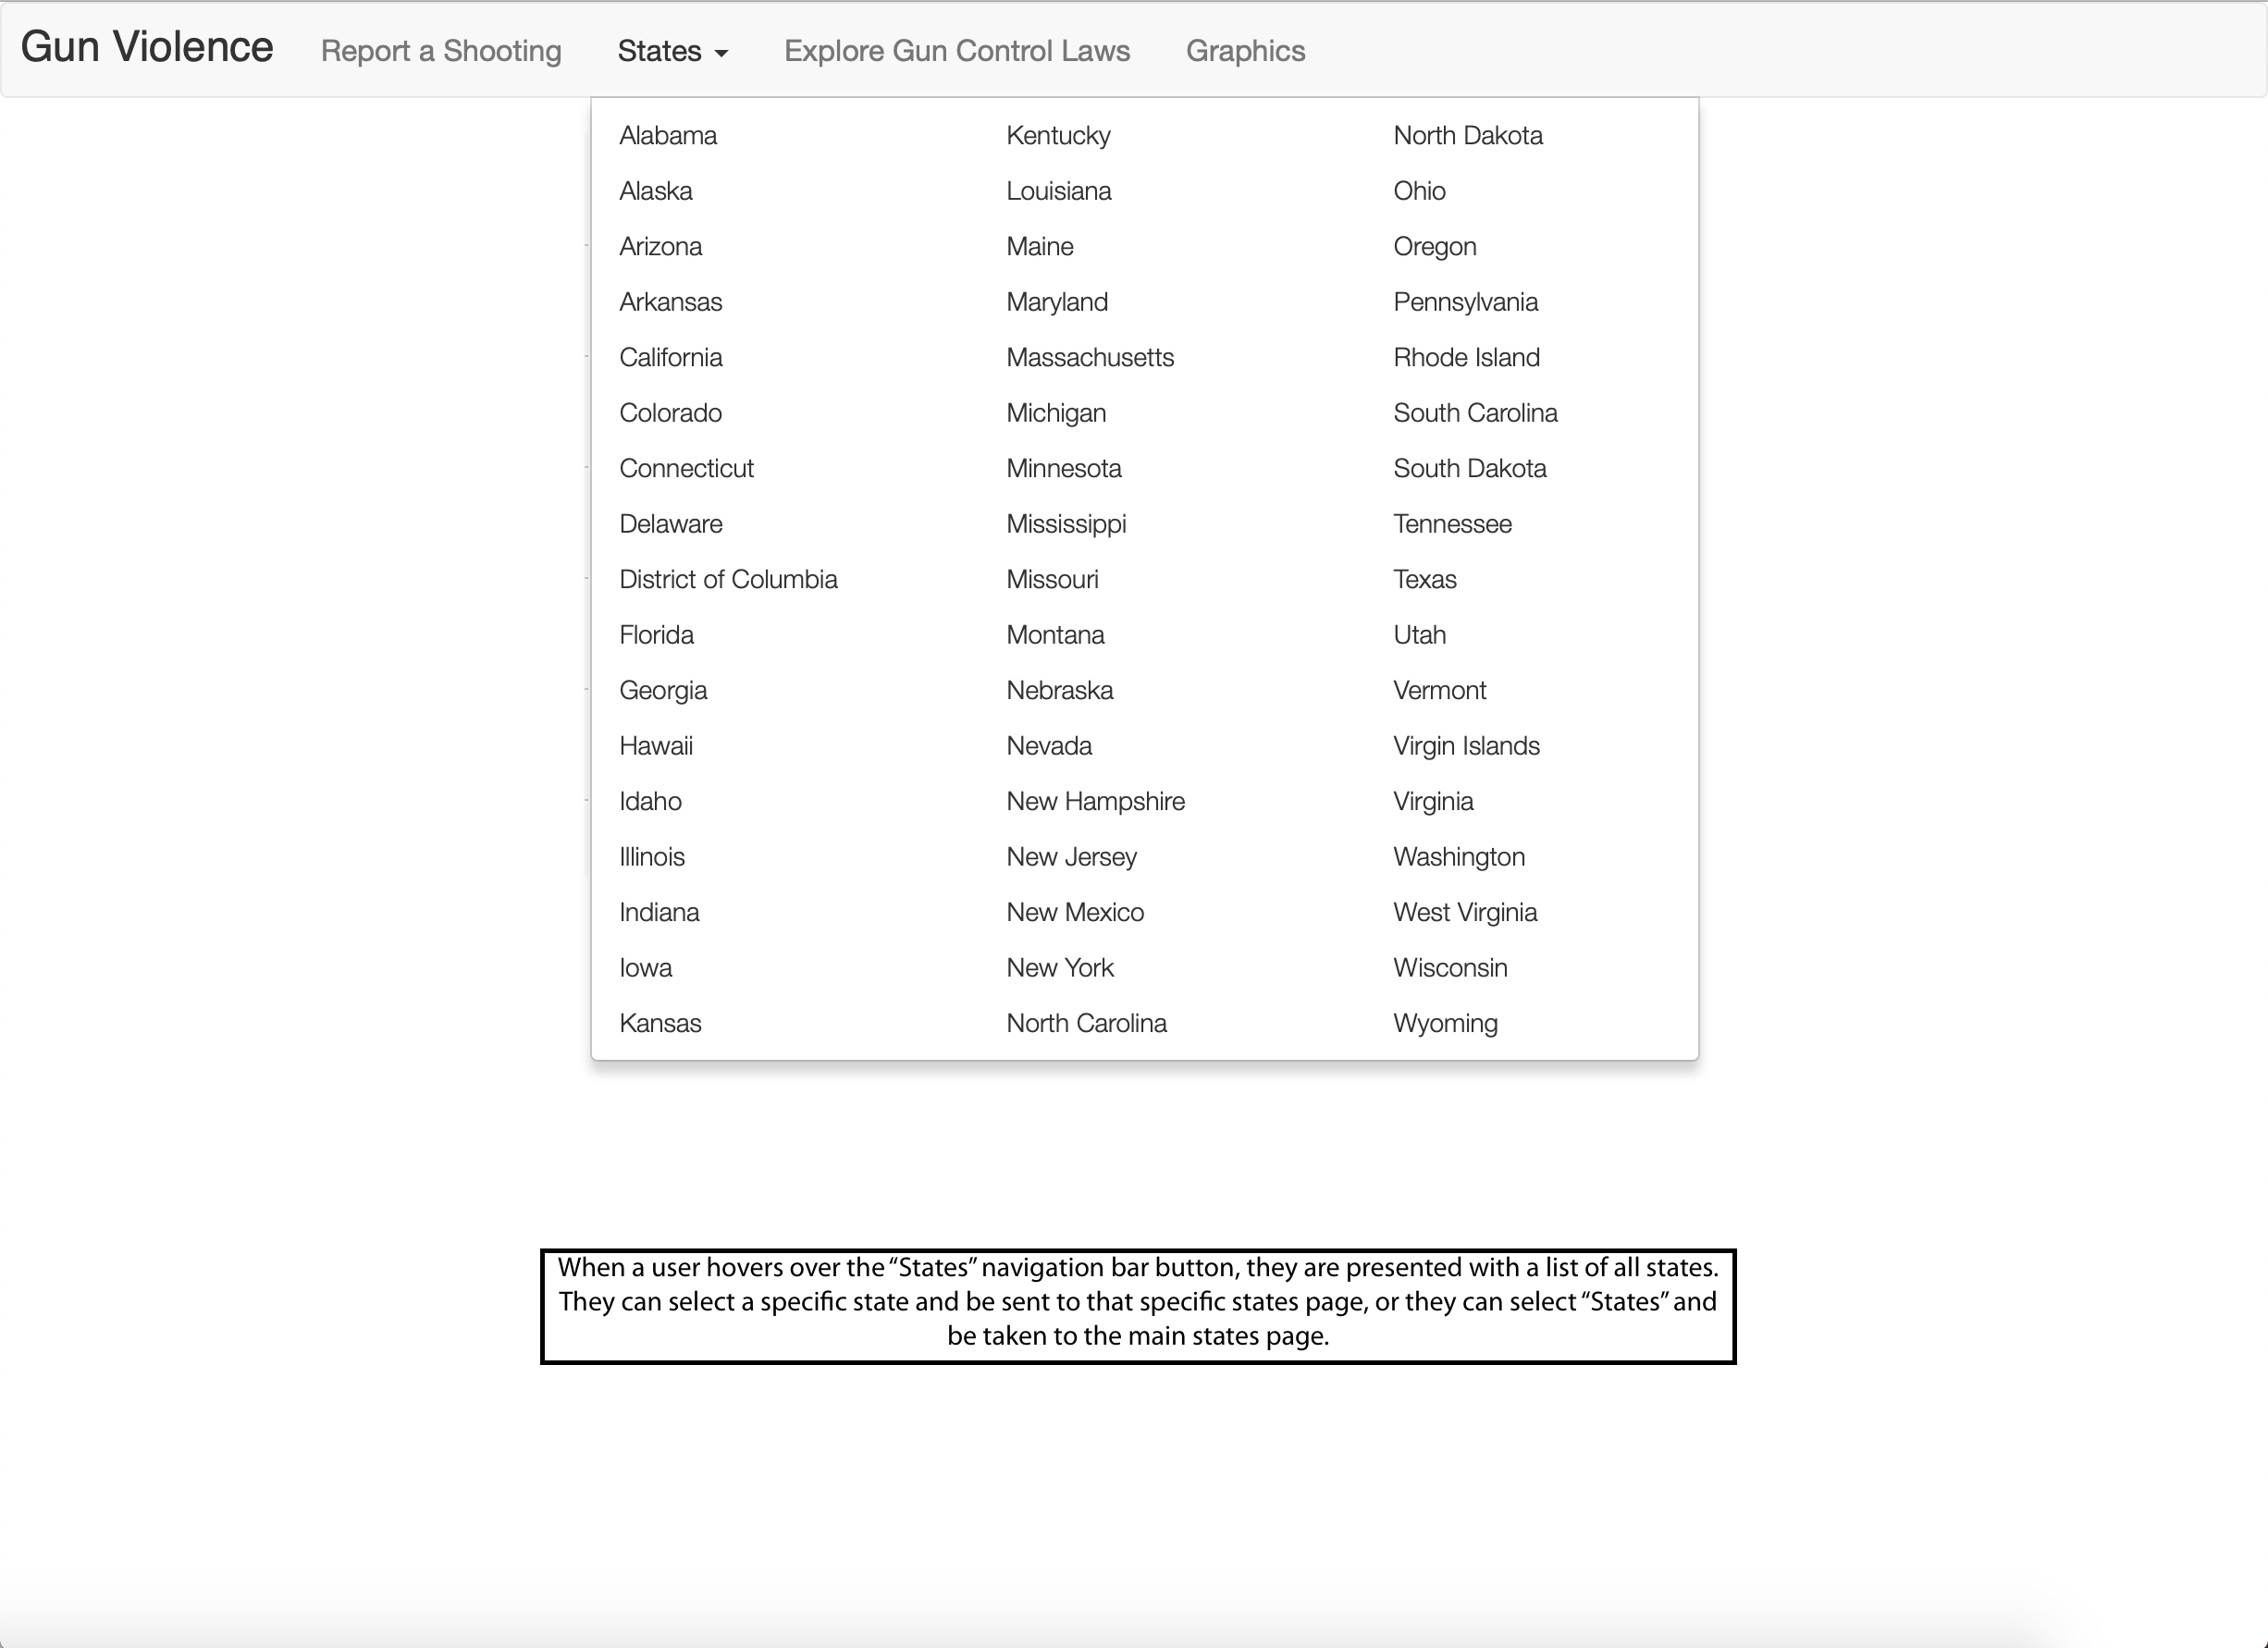 Gun Violence Report a Shooting States Explore Gun Control Laws Graphics
Alabama
Alaska
Arizona
Arkansas
California
Colorado
Connecticut
Delaware
District of Columbia
Florida
Georgia
Hawaii
Idaho
Illinois
Indiana
Iowa
Kansas
Kentucky
Louisiana
Maine
Maryland
Massachusetts
Michigan
Minnesota
Mississippi
Missouri
Montana
Nebraska
Nevada
New Hampshire
New Jersey
New Mexico
New York
North Carolina
North Dakota
Ohio
Oregon
Pennsylvania
Rhode Island
South Carolina
South Dakota
Tennessee
Texas
Utah
Vermont
Virgin Islands
Virginia
Washington
West Virginia
Wisconsin
Wyoming
When a user hovers over the “States” navigation bar button, they are presented with a list of all states.
They can select a specific state and be sent to that specific states page, or they can select “States” and
be taken to the main states page.